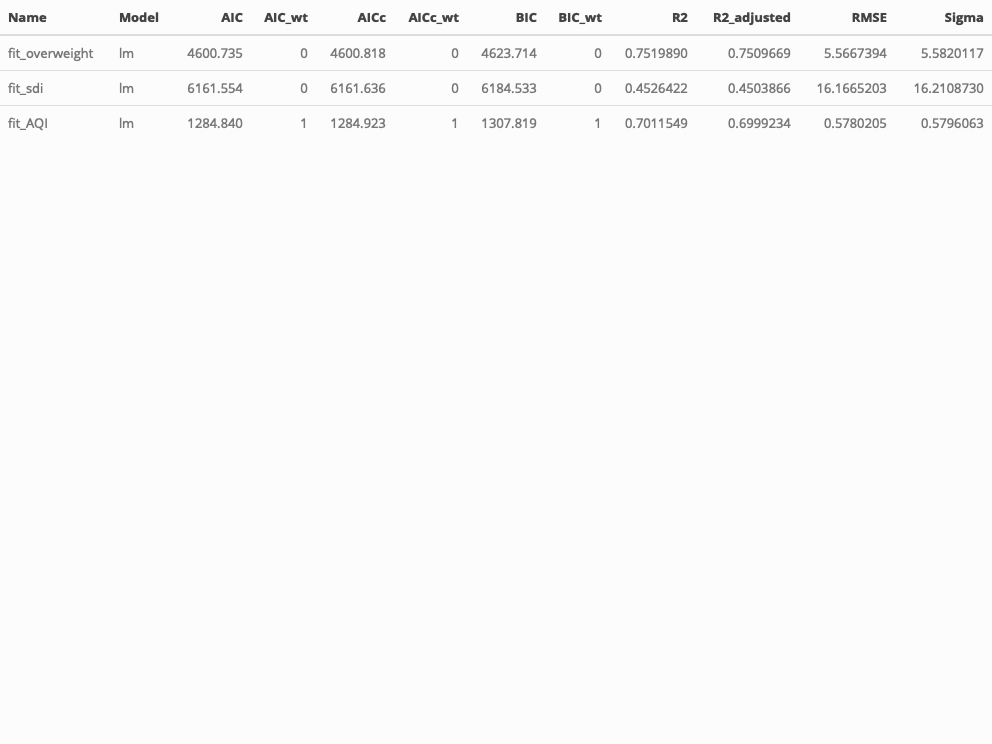 Name Model AIC AIC_wt AICc AICc_wt BIC BIC_wt R2 R2_adjusted RMSE Sigma
fit_overweight lm 4600.735 0 4600.818 0 4623.714 0 0.7519890 0.7509669 5.5667394 5.5820117
fit_sdi lm 6161.554 0 6161.636 0 6184.533 0 0.4526422 0.4503866 16.1665203 16.2108730
fit_AQI lm 1284.840 1 1284.923 1 1307.819 1 0.7011549 0.6999234 0.5780205 0.5796063